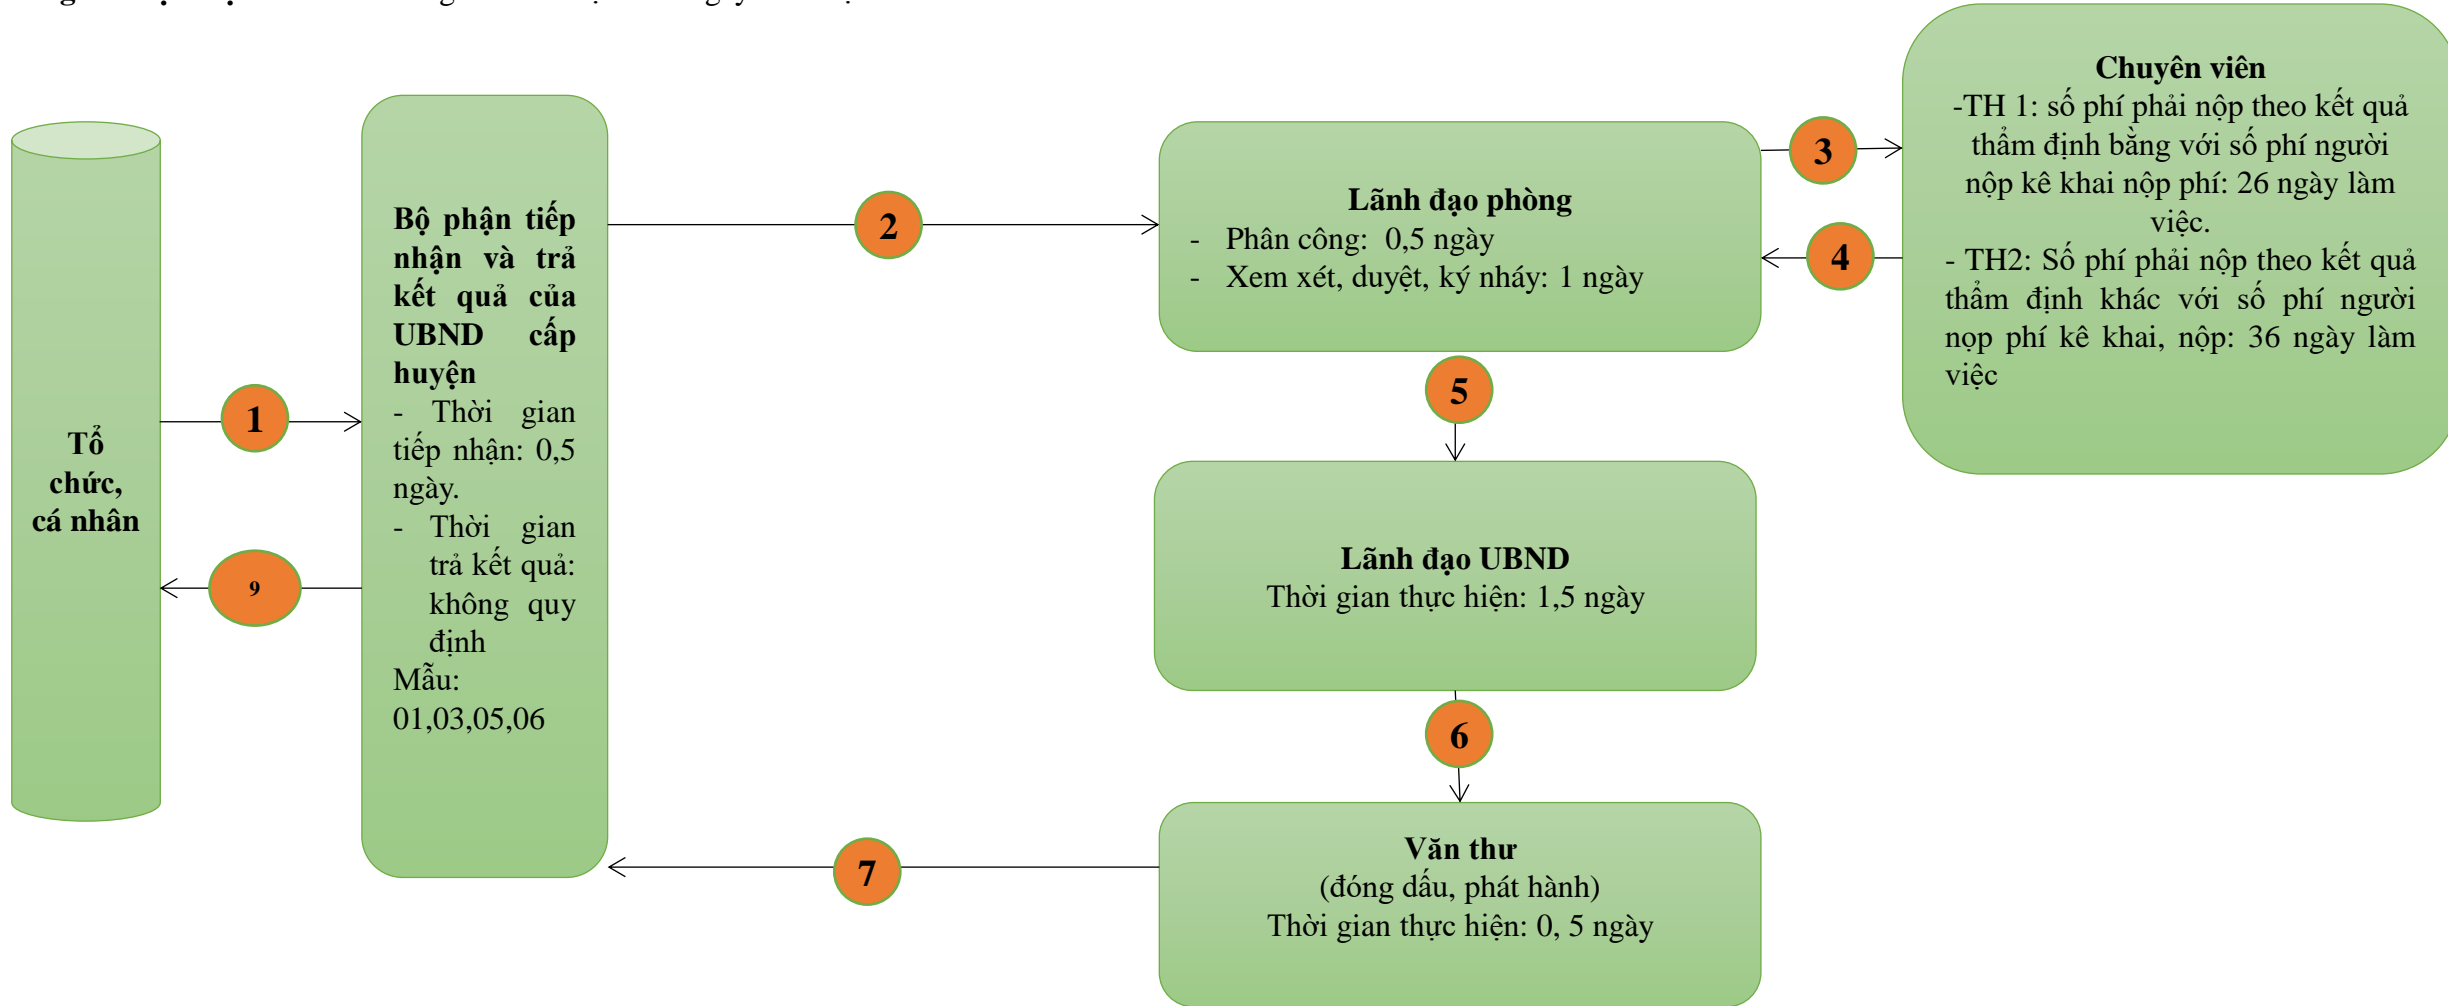 Tổ
chức,
cá nhân
1
9
Bộ phận tiếp
nhận và trả
kết quả của
UBND cấp
huyện
- Thời gian
tiếp nhận: 0,5
ngày.
- Thời gian
trả kết quả:
không quy
định
Mẫu:
01,03,05,06
2
Lãnh đạo phòng
- Phân công: 0,5 ngày
- Xem xét, duyệt, ký nháy: 1 ngày
3
4
Chuyên viên
-TH 1: số phí phải nộp theo kết quả
thẩm định bằng với số phí người
nộp kê khai nộp phí: 26 ngày làm
việc.
- TH2: Số phí phải nộp theo kết quả
thẩm định khác với số phí người
nọp phí kê khai, nộp: 36 ngày làm
việc
5
Lãnh đạo UBND
Thời gian thực hiện: 1,5 ngày
6
Văn thư
(đóng dấu, phát hành)
Thời gian thực hiện: 0, 5 ngày
7